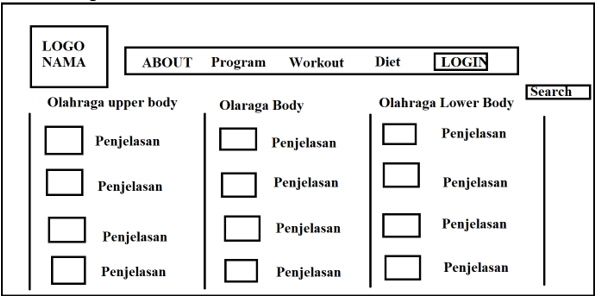 LOGO
NAMA
ABOUT Program Workout Diet LOGIN
Search
Olahraga upper body
Olaraga Body
Olahraga Lower Body
Penjelasan Penjelasan Penjelasan
Penjelasan Penjelasan Penjelasan
Penjelasan Penjelasan Penjelasan
Penjelasan Penjelasan Penjelasan